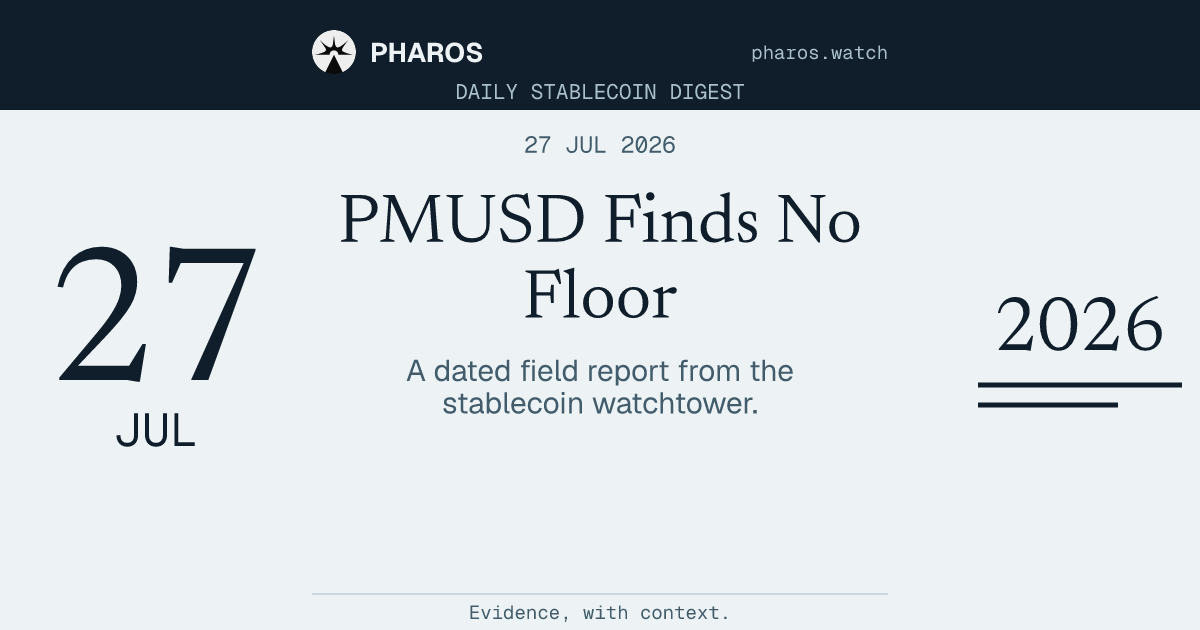 PHAROS
pharos.watch
DAILY STABLECOIN DIGEST
27 JUL 2026
PMUSD Finds No
Floor
A dated field report from the
stablecoin watchtower.
27
JUL
2026
Evidence, with context.